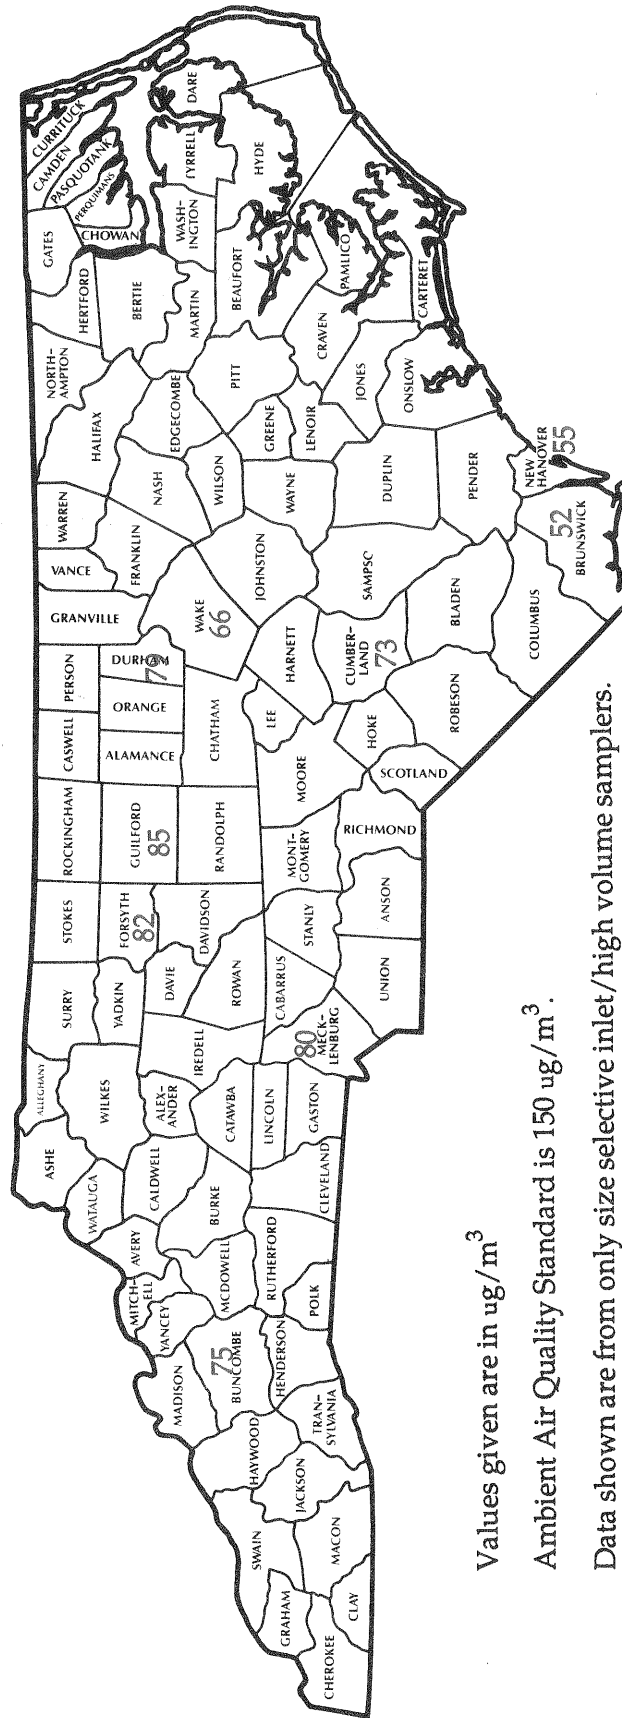 ALLEGHANY
ASHE
SURRY
STOKES
ROCKINGHAM
CASWELL
PERSON
GRANVILLE
VANCE
WARREN
NORTH-
AMPTON
HERTFORD
GATES
CURRITUCK
CAMDEN
PASQUOTANK
PERQUIMANS
CHOWAN
WATAUGA
WILKES
YADKIN
FORSYTH
82
GUILFORD
85
ALAMANCE
ORANGE
DURHAM
79
FRANKLIN
HALIFAX
BERTIE
MITCH-
ELL
AVERY
CALDWELL
ALEX-
ANDER
IREDELL
DAVIE
DAVIDSON
RANDOLPH
CHATHAM
WAKE
66
NASH
EDGECOMBE
MARTIN
WASH-
INGTON
TYRRELL
DARE
MADISON
YANCEY
MCDOWELL
BURKE
CATAWBA
ROWAN
WILSON
PITT
BEAUFORT
HYDE
SWAIN
HAYWOOD
75
BUNCOMBE
RUTHERFORD
LINCOLN
CABARRUS
STANLY
MONT-
GOMERY
MOORE
LEE
HARNETT
JOHNSTON
WAYNE
GREENE
LENOIR
CRAVEN
PAMLICO
GRAHAM
JACKSON
HENDERSON
POLK
CLEVELAND
GASTON
80
MECK-
LENBURG
CHEROKEE
CLAY
MACON
TRAN-
SYLVANIA
UNION
ANSON
RICHMOND
SCOTLAND
HOKE
CUMBER-
LAND
73
SAMPSC
DUPLIN
JONES
ONSLOW
CARTERET
ROBESON
BLADEN
PENDER
COLUMBUS
52
BRUNSWICK
NEW
HANOVER
55
Values given are in ug/m³
Ambient Air Quality Standard is 150 ug/m³.
Data shown are from only size selective inlet/high volume samplers.